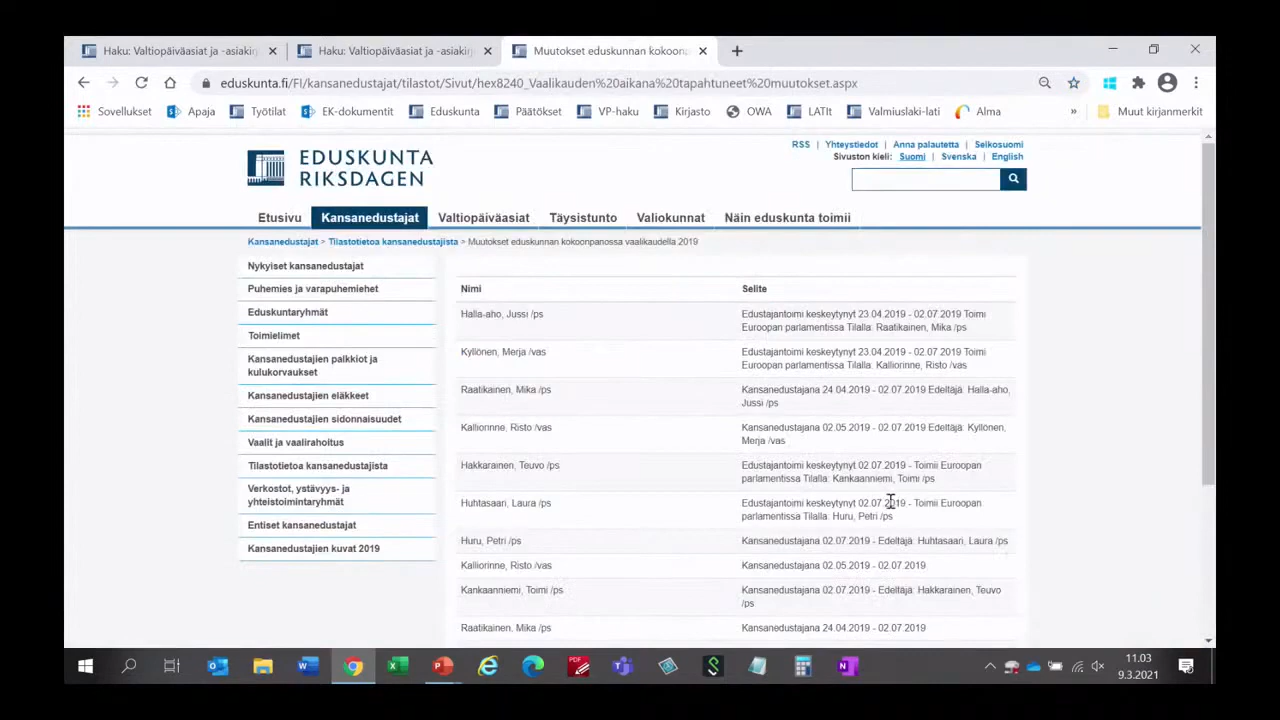 Haku: Valtiopäiväasiat ja -asiakirj
Haku: Valtiopäiväasiat ja -asiakirj
Muutokset eduskunnan kokoonp
eduskunta.fi/FI/kansanedustajat/tilastot/Sivut/hex8240_Vaalikauden%20aikana%20tapahtuneet%20muutokset.aspx
Sovellukset Apaja Työtilat EK-dokumentit Eduskunta Päätökset VP-haku Kirjasto OWA LATIt Valmiuslaki-lati Alma » Muut kirjanmerkit
RSS | Yhteystiedot | Anna palautetta | Selkosuomi
Sivuston kieli: Suomi | Svenska | English
EDUSKUNTA
RIKSDAGEN
Etusivu Kansanedustajat Valtiopäiväasiat Täysistunto Valiokunnat Näin eduskunta toimii
Kansanedustajat > Tilastotietoa kansanedustajista > Muutokset eduskunnan kokoonpanossa vaalikaudella 2019
Nykyiset kansanedustajat
Puhemies ja varapuhemiehet
Eduskuntaryhmät
Toimielimet
Kansanedustajien palkkiot ja
kulukorvaukset
Kansanedustajien eläkkeet
Kansanedustajien sidonnaisuudet
Vaalit ja vaalirahoitus
Tilastotietoa kansanedustajista
Verkostot, ystävyys- ja
yhteistoimintaryhmät
Entiset kansanedustajat
Kansanedustajien kuvat 2019
Nimi Selite
Halla-aho, Jussi /ps Edustajantoimi keskeytynyt 23.04.2019 - 02.07.2019 Toimi
Euroopan parlamentissa Tilalla: Raatikainen, Mika /ps
Kyllönen, Merja /vas Edustajantoimi keskeytynyt 23.04.2019 - 02.07.2019 Toimi
Euroopan parlamentissa Tilalla: Kalliorinne, Risto /vas
Raatikainen, Mika /ps Kansanedustajana 24.04.2019 - 02.07.2019 Edeltäjä: Halla-aho,
Jussi /ps
Kalliorinne, Risto /vas Kansanedustajana 02.05.2019 - 02.07.2019 Edeltäjä: Kyllönen,
Merja /vas
Hakkarainen, Teuvo /ps Edustajantoimi keskeytynyt 02.07.2019 - Toimii Euroopan
parlamentissa Tilalla: Kankaanniemi, Toimi /ps
Huhtasaari, Laura /ps Edustajantoimi keskeytynyt 02.07.2019 - Toimii Euroopan
parlamentissa Tilalla: Huru, Petri /ps
Huru, Petri /ps Kansanedustajana 02.07.2019 - Edeltäjä: Huhtasaari, Laura /ps
Kalliorinne, Risto /vas Kansanedustajana 02.05.2019 - 02.07.2019
Kankaanniemi, Toimi /ps Kansanedustajana 02.07.2019 - Edeltäjä: Hakkarainen, Teuvo
/ps
Raatikainen, Mika /ps Kansanedustajana 24.04.2019 - 02.07.2019
11.03
9.3.2021